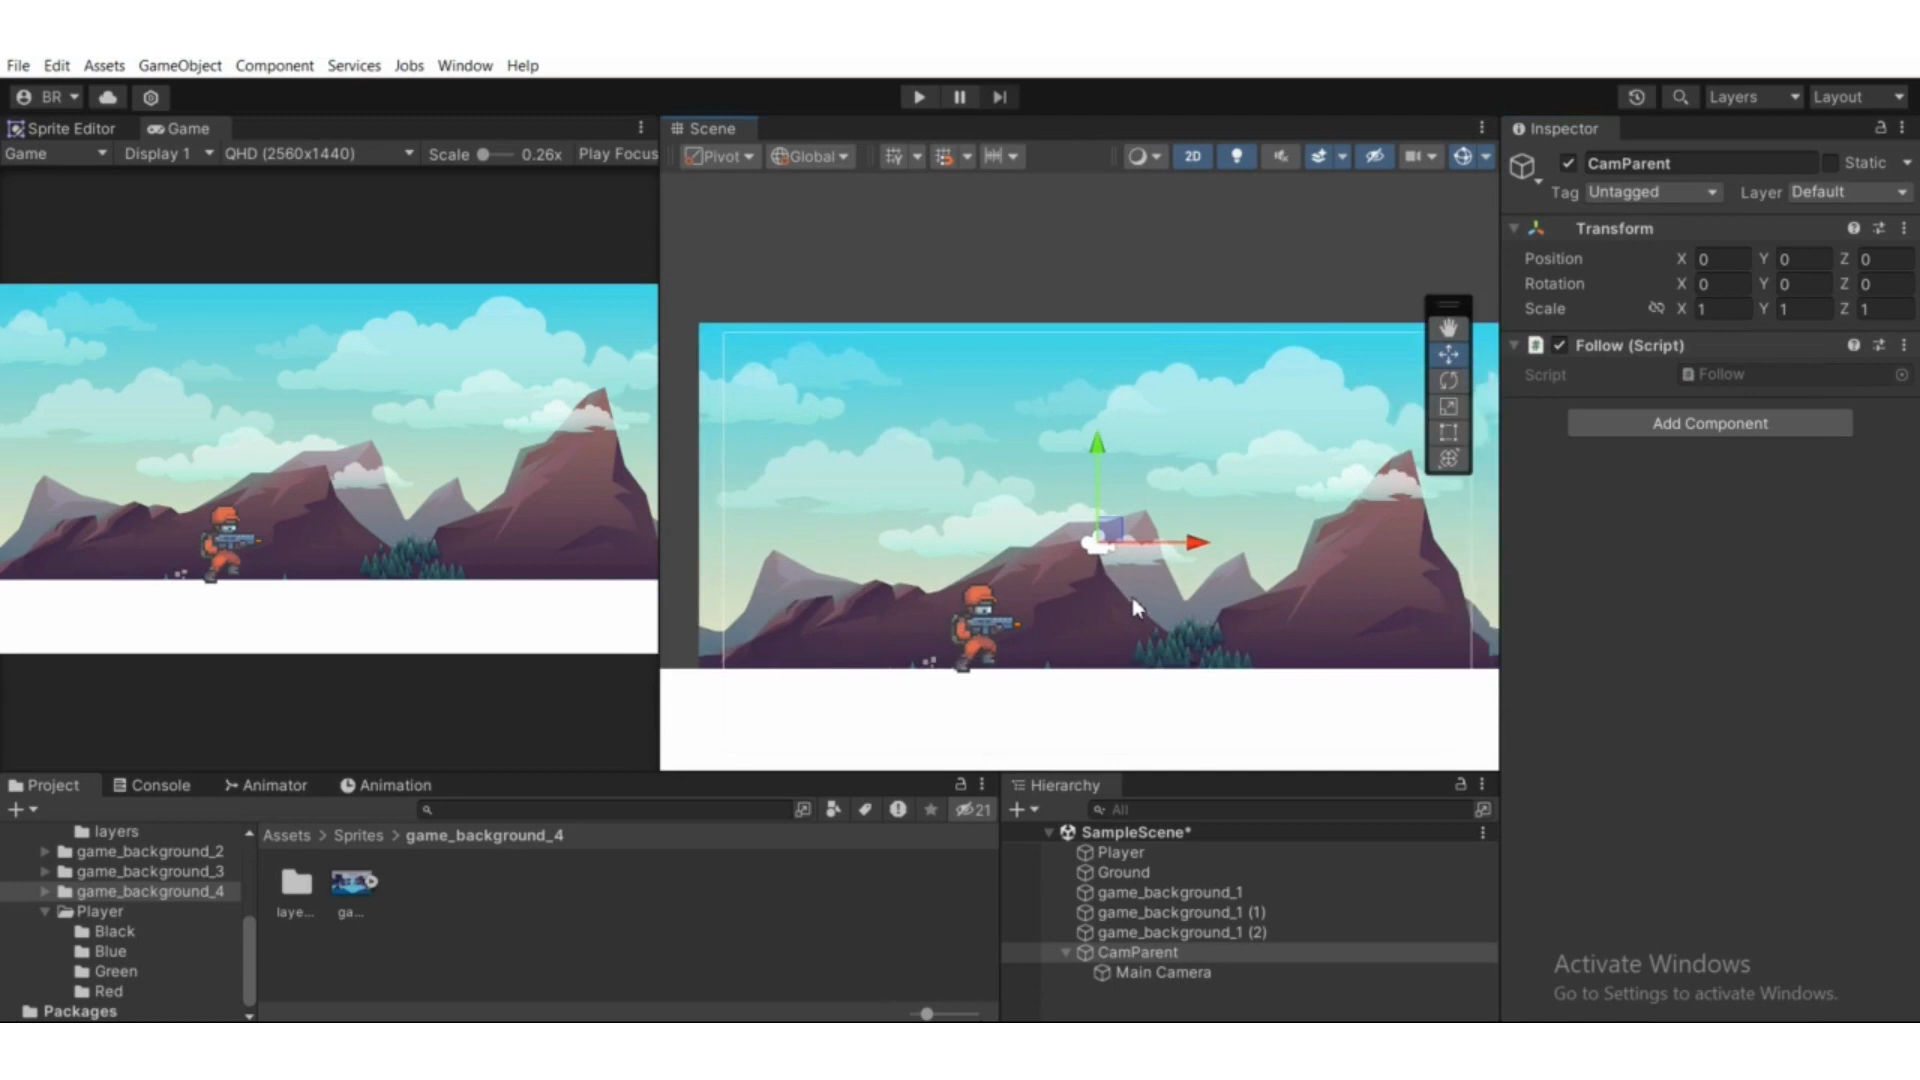 File Edit Assets GameObject Component Services Jobs Window Help
BR Layers Layout
Sprite Editor Game
Game Display 1 QHD (2560x1440) Scale 0.26x Play Focus
Scene
Pivot Global 2D
Inspector
CamParent Static
Tag Untagged Layer Default
Transform
Position X 0 Y 0 Z 0
Rotation X 0 Y 0 Z 0
Scale X 1 Y 1 Z 1
Follow (Script)
Script Follow
Add Component
Project Console Animator Animation
21
layers
game_background_2
game_background_3
game_background_4
Player
Black
Blue
Green
Red
Packages
Assets > Sprites > game_background_4
laye... ga...
Hierarchy
All
SampleScene*
Player
Ground
game_background_1
game_background_1 (1)
game_background_1 (2)
CamParent
Main Camera
Activate Windows
Go to Settings to activate Windows.